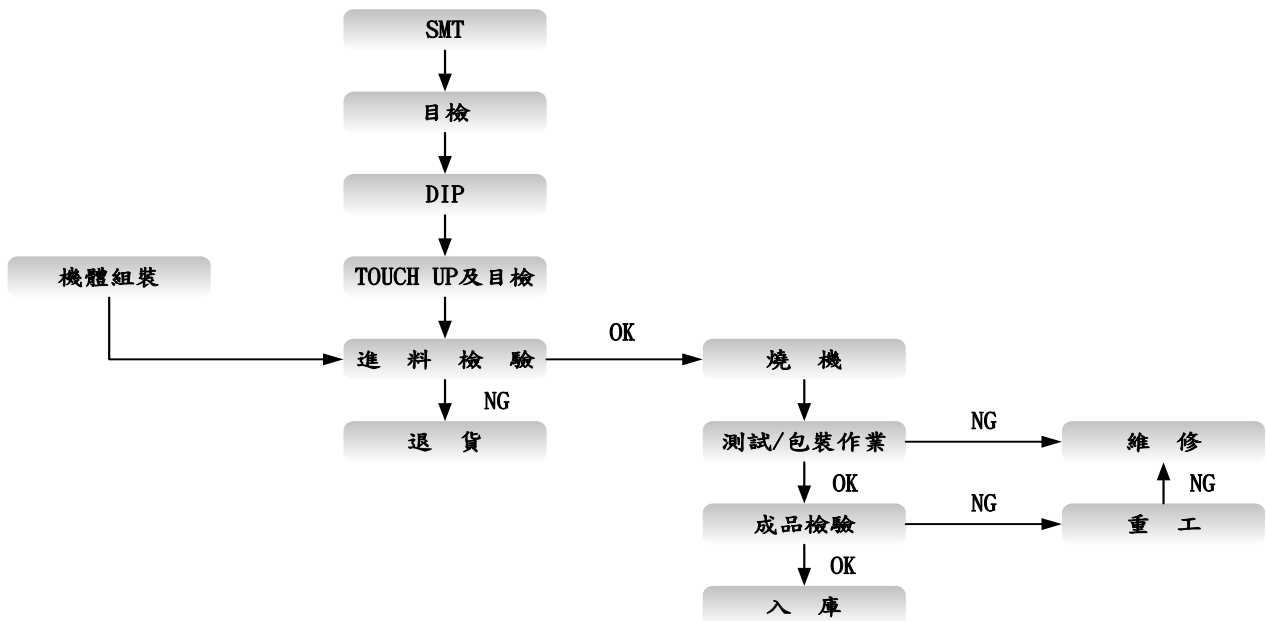 SMT
目檢
DIP
機體組裝
TOUCH UP及目檢
OK
進 料 檢 驗
燒 機
NG
NG
退 貨
測試/包裝作業
維 修
OK
NG
NG
成品檢驗
重 工
OK
入 庫